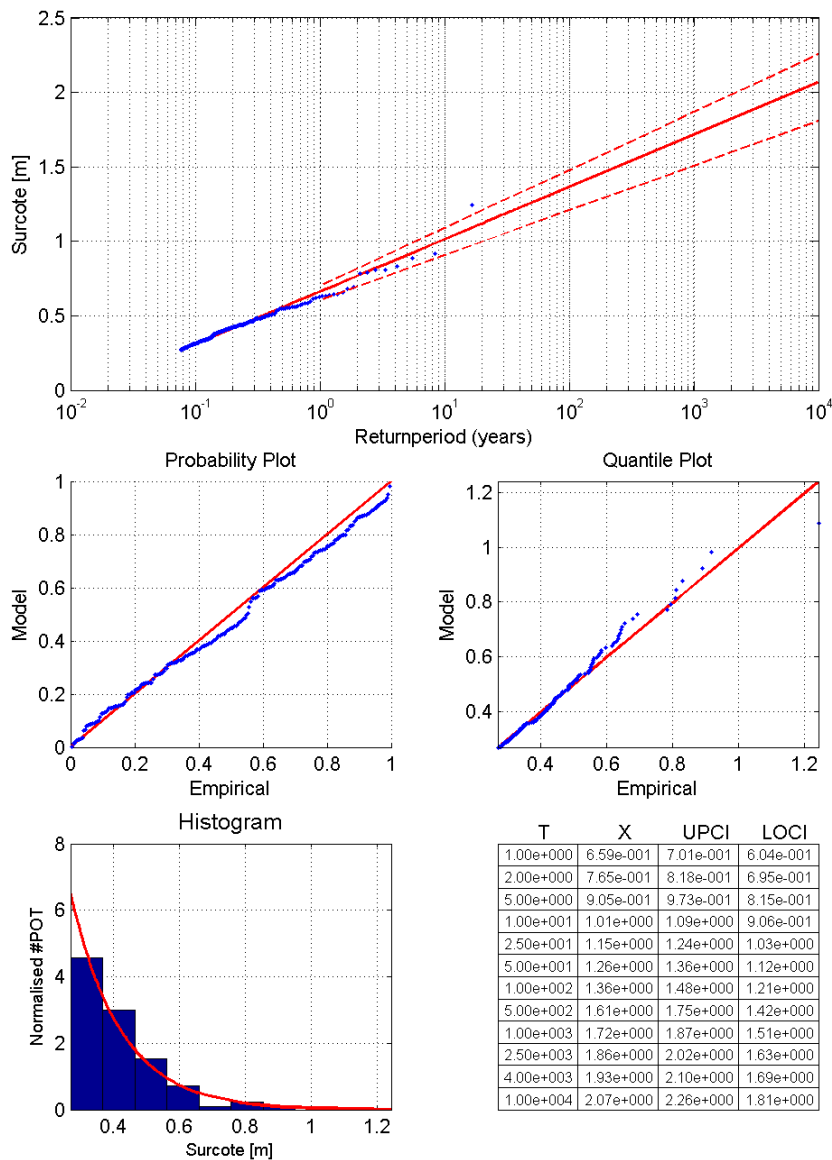 2.5
2
1.5
1
0.5
0
Surcote [m]
10^-2 10^-1 10^0 10^1 10^2 10^3 10^4
Returnperiod (years)
Probability Plot
1
0.8
0.6
0.4
0.2
0
Model
0 0.2 0.4 0.6 0.8 1
Empirical
Quantile Plot
1.2
1
0.8
0.6
0.4
Model
0.4 0.6 0.8 1 1.2
Empirical
Histogram
8
6
4
2
0
Normalised #POT
0.4 0.6 0.8 1 1.2
Surcote [m]
T X UPCI LOCI
1.00e+000 6.59e-001 7.01e-001 6.04e-001
2.00e+000 7.65e-001 8.18e-001 6.95e-001
5.00e+000 9.05e-001 9.73e-001 8.15e-001
1.00e+001 1.01e+000 1.09e+000 9.06e-001
2.50e+001 1.15e+000 1.24e+000 1.03e+000
5.00e+001 1.26e+000 1.36e+000 1.12e+000
1.00e+002 1.36e+000 1.48e+000 1.21e+000
5.00e+002 1.61e+000 1.75e+000 1.42e+000
1.00e+003 1.72e+000 1.87e+000 1.51e+000
2.50e+003 1.86e+000 2.02e+000 1.63e+000
4.00e+003 1.93e+000 2.10e+000 1.69e+000
1.00e+004 2.07e+000 2.26e+000 1.81e+000